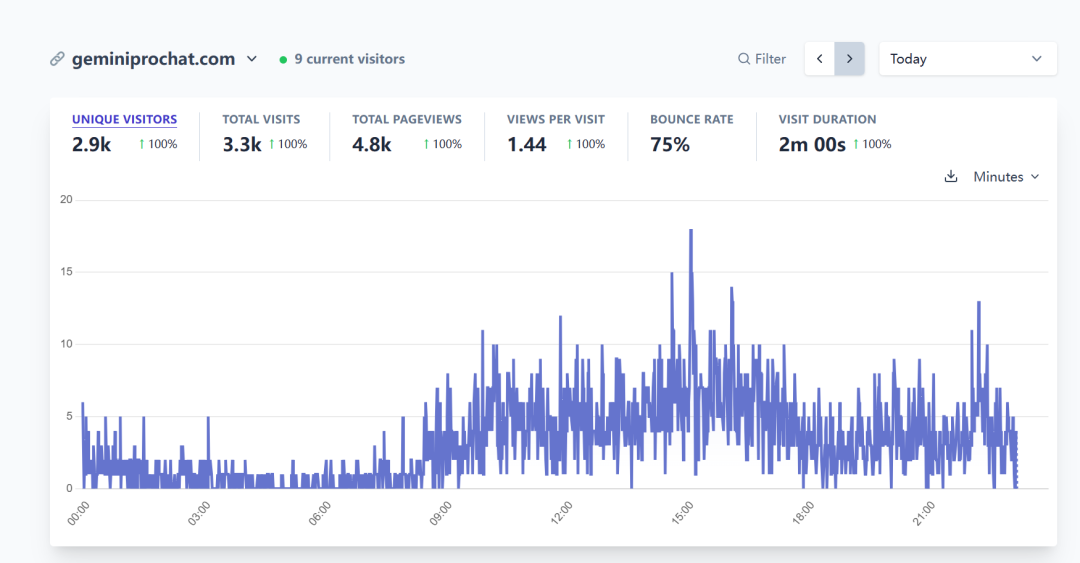 geminiprochat.com
9 current visitors
Filter
Today
UNIQUE VISITORS
2.9k ↑ 100%
TOTAL VISITS
3.3k ↑ 100%
TOTAL PAGEVIEWS
4.8k ↑ 100%
VIEWS PER VISIT
1.44 ↑ 100%
BOUNCE RATE
75%
VISIT DURATION
2m 00s ↑ 100%
Minutes
20
15
10
5
0
00:00
03:00
06:00
09:00
12:00
15:00
18:00
21:00